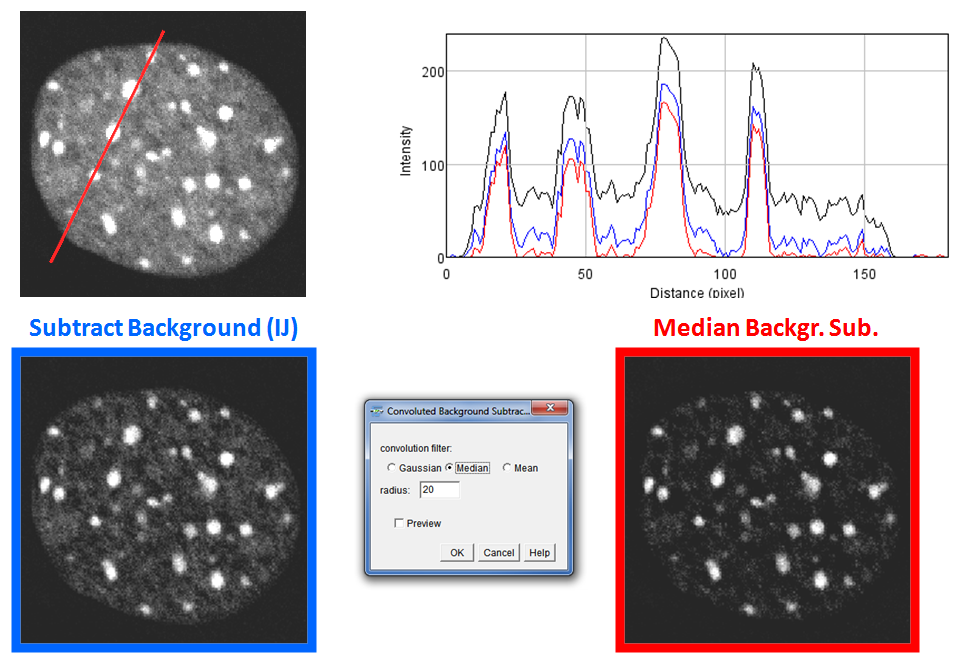 200
100
0
Intensity
0 50 100 150
Distance (pixel)
Subtract Background (IJ)
Median Backgr. Sub.
Convoluted Background Subtrac...
convolution filter:
Gaussian Median Mean
radius: 20
Preview
OK Cancel Help